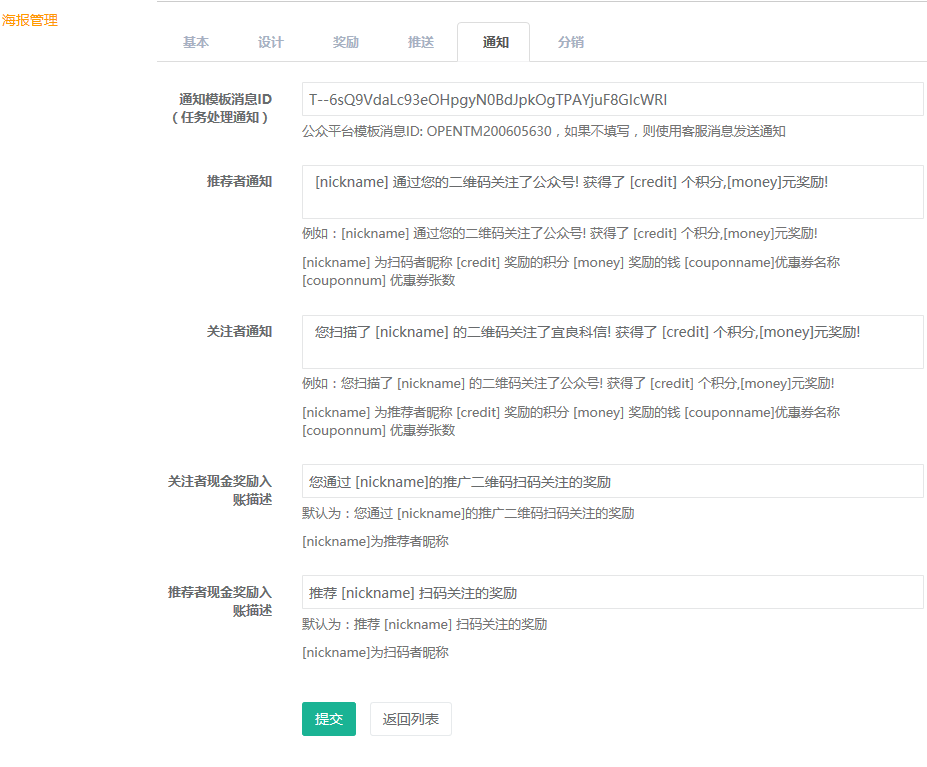 海报管理
基本 设计 奖励 推送 通知 分销
通知模板消息ID
（任务处理通知）
T--6sQ9VdaLc93eOHpgyN0BdJpkOgTPAYjuF8GIcWRI
公众平台模板消息ID: OPENTM200605630，如果不填写，则使用客服消息发送通知
推荐者通知
[nickname] 通过您的二维码关注了公众号! 获得了 [credit] 个积分,[money]元奖励!
例如：[nickname] 通过您的二维码关注了公众号! 获得了 [credit] 个积分,[money]元奖励!
[nickname] 为扫码者昵称 [credit] 奖励的积分 [money] 奖励的钱 [couponname]优惠券名称
[couponnum] 优惠券张数
关注者通知
您扫描了 [nickname] 的二维码关注了宜良科信! 获得了 [credit] 个积分,[money]元奖励!
例如：您扫描了 [nickname] 的二维码关注了公众号! 获得了 [credit] 个积分,[money]元奖励!
[nickname] 为推荐者昵称 [credit] 奖励的积分 [money] 奖励的钱 [couponname]优惠券名称
[couponnum] 优惠券张数
关注者现金奖励入
账描述
您通过 [nickname]的推广二维码扫码关注的奖励
默认为：您通过 [nickname]的推广二维码扫码关注的奖励
[nickname]为推荐者昵称
推荐者现金奖励入
账描述
推荐 [nickname] 扫码关注的奖励
默认为：推荐 [nickname] 扫码关注的奖励
[nickname]为扫码者昵称
提交 返回列表